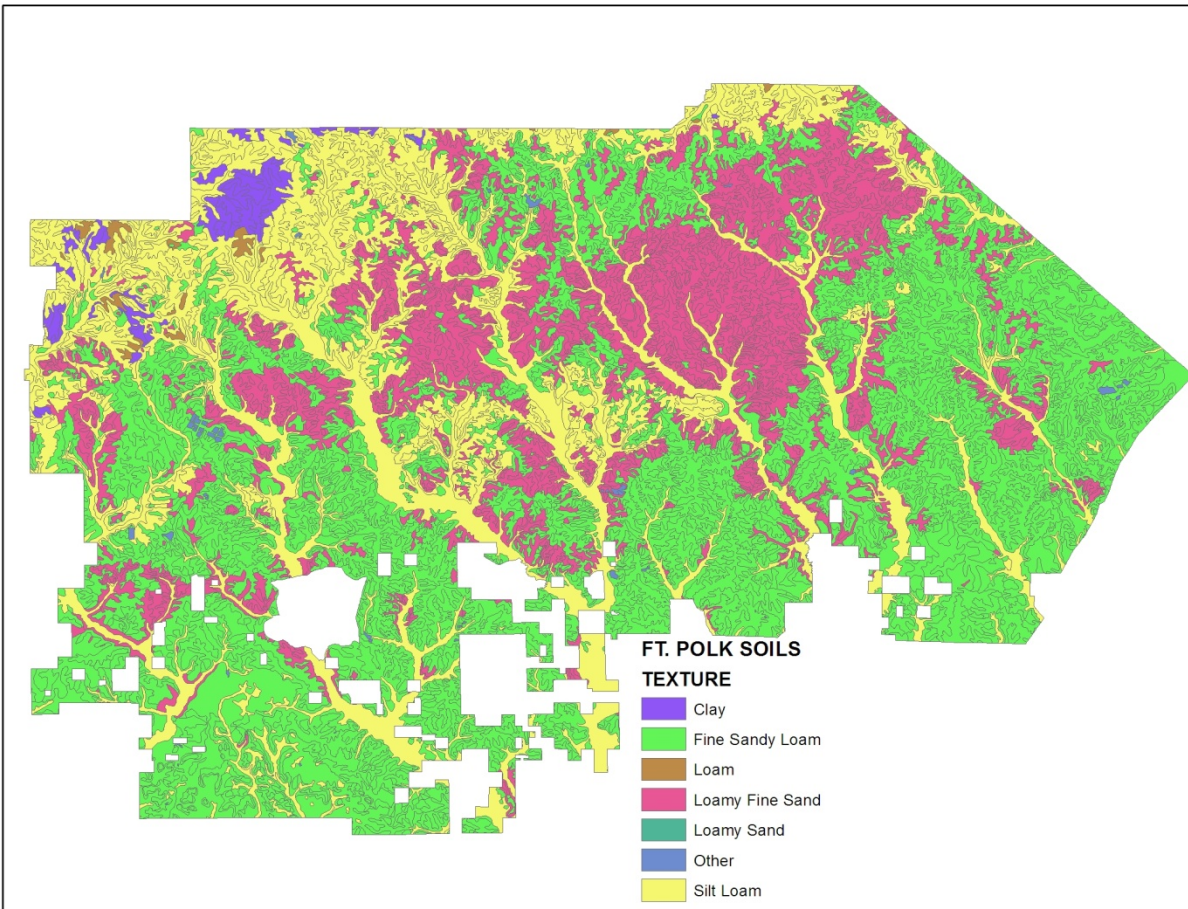 FT. POLK SOILS
TEXTURE
Clay
Fine Sandy Loam
Loam
Loamy Fine Sand
Loamy Sand
Other
Silt Loam